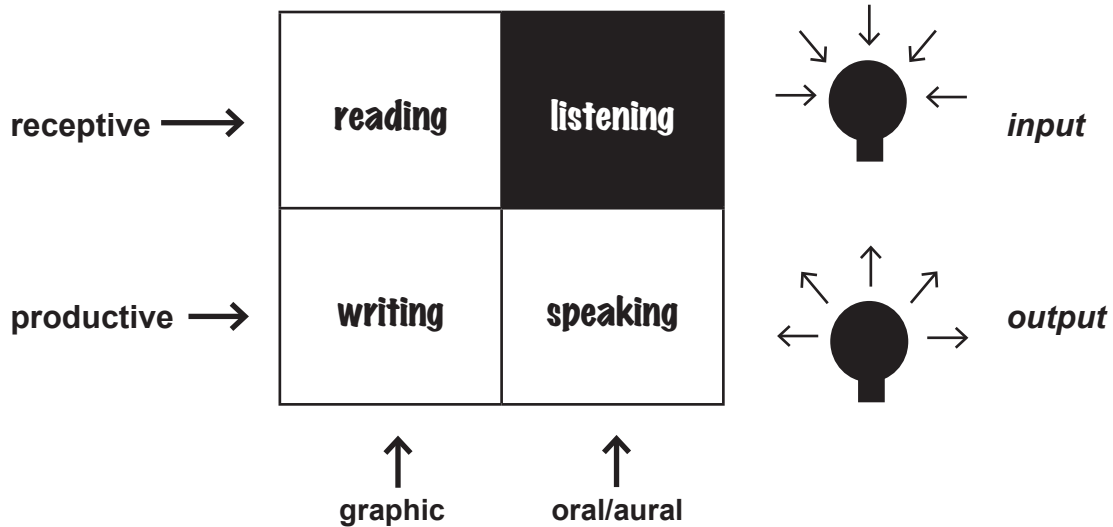 receptive
reading
listening
input
productive
writing
speaking
output
graphic
oral/aural